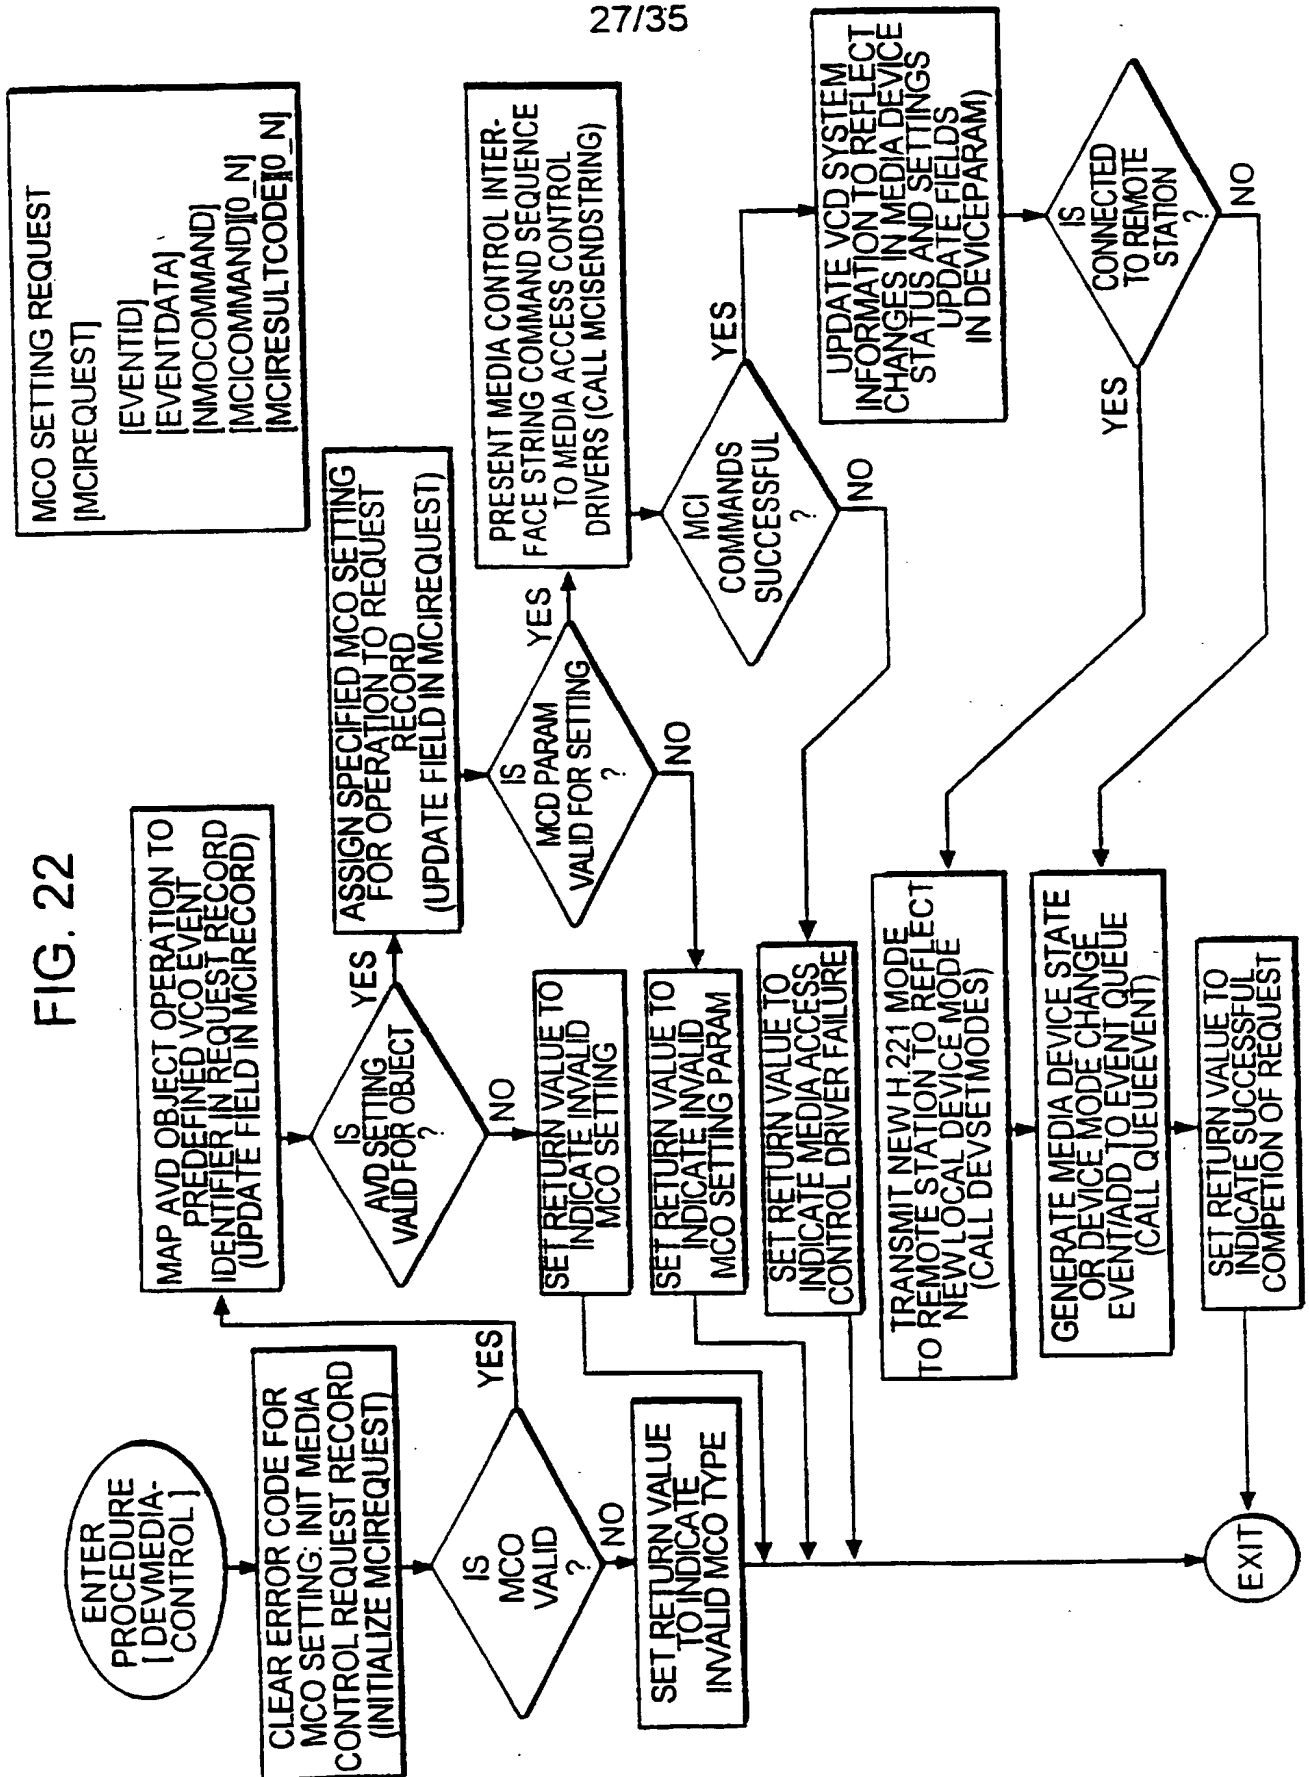 27/35
FIG. 22
MCO SETTING REQUEST
[MCIREQUEST]
[EVENTID]
[EVENTDATA]
[NMOCOMMAND]
[MCICOMMAND][0_N]
[MCIRESULTCODE][0_N]
ENTER
PROCEDURE
[DEVMEDIA-
CONTROL]
CLEAR ERROR CODE FOR
MCO SETTING: INIT MEDIA
CONTROL REQUEST RECORD
(INITIALIZE MCIREQUEST)
IS
MCO
VALID
?
YES
NO
SET RETURN VALUE
TO INDICATE
INVALID MCO TYPE
MAP AVD OBJECT OPERATION TO
PREDEFINED VCO EVENT
IDENTIFIER IN REQUEST RECORD
(UPDATE FIELD IN MCIRECORD)
IS
AVD SETTING
VALID FOR OBJECT
?
YES
NO
SET RETURN VALUE TO
INDICATE INVALID
MCO SETTING
ASSIGN SPECIFIED MCO SETTING
FOR OPERATION TO REQUEST
RECORD
(UPDATE FIELD IN MCIREQUEST)
IS
MCD PARAM
VALID FOR SETTING
?
YES
NO
SET RETURN VALUE TO
INDICATE INVALID
MCO SETTING PARAM
PRESENT MEDIA CONTROL INTER-
FACE STRING COMMAND SEQUENCE
TO MEDIA ACCESS CONTROL
DRIVERS (CALL MCISENDSTRING)
MCI
COMMANDS
SUCCESSFUL
?
YES
NO
SET RETURN VALUE TO
INDICATE MEDIA ACCESS
CONTROL DRIVER FAILURE
UPDATE VCD SYSTEM
INFORMATION TO REFLECT
CHANGES IN MEDIA DEVICE
STATUS AND SETTINGS
UPDATE FIELDS
IN DEVICEPARAM)
IS
CONNECTED
TO REMOTE
STATION
?
YES
NO
TRANSMIT NEW H.221 MODE
TO REMOTE STATION TO REFLECT
NEW LOCAL DEVICE MODE
(CALL DEVSETMODES)
GENERATE MEDIA DEVICE STATE
OR DEVICE MODE CHANGE
EVENT/ADD TO EVENT QUEUE
(CALL QUEUEEVENT)
SET RETURN VALUE TO
INDICATE SUCCESSFUL
COMPETION OF REQUEST
EXIT